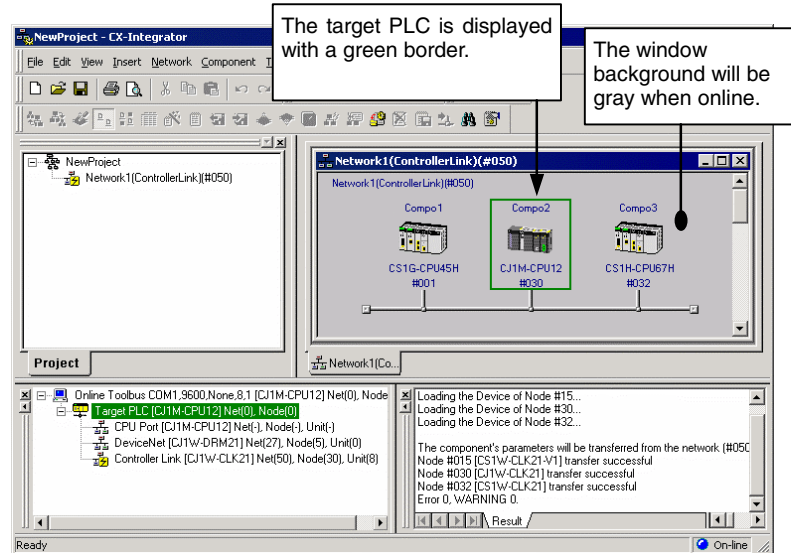 The target PLC is displayed
with a green border.
The window
background will be
gray when online.
NewProject - CX-Integrator
File Edit View Insert Network Component
NewProject
Network1(ControllerLink)(#050)
Project
Network1(ControllerLink)(#050)
Network1(ControllerLink)(#050)
Compo1 Compo2 Compo3
CS1G-CPU45H CJ1M-CPU12 CS1H-CPU67H
#001 #030 #032
Network1(Co...
Online Toolbus COM1,9600,None,8,1 [CJ1M-CPU12] Net(0), Node
Target PLC [CJ1M-CPU12] Net(0), Node(0)
CPU Port [CJ1M-CPU12] Net(-), Node(-), Unit(-)
DeviceNet [CJ1W-DRM21] Net(27), Node(5), Unit(0)
Controller Link [CJ1W-CLK21] Net(50), Node(30), Unit(8)
Loading the Device of Node #15...
Loading the Device of Node #30...
Loading the Device of Node #32...
The component's parameters will be transferred from the network (#050
Node #015 [CS1W-CLK21-V1] transfer successful
Node #030 [CJ1W-CLK21] transfer successful
Node #032 [CS1W-CLK21] transfer successful
Error 0, WARNING 0.
Result
Ready
On-line